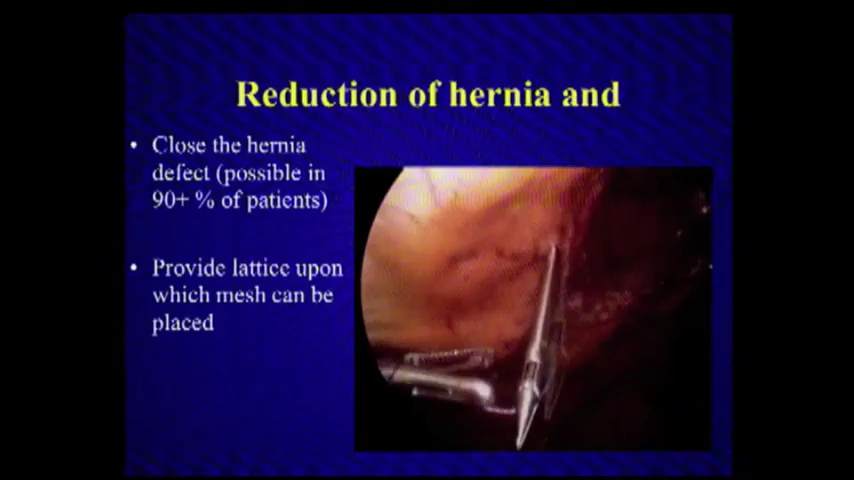 Reduction of hernia and
• Close the hernia
defect (possible in
90+ % of patients)
• Provide lattice upon
which mesh can be
placed